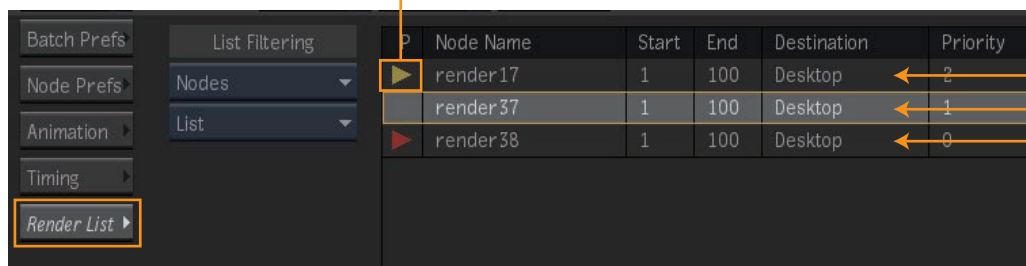 Batch Prefs List Filtering P Node Name Start End Destination Priority
Node Prefs Nodes render17 1 100 Desktop 2
render37 1 100 Desktop 1
Animation List render38 1 100 Desktop 0
Timing
Render List